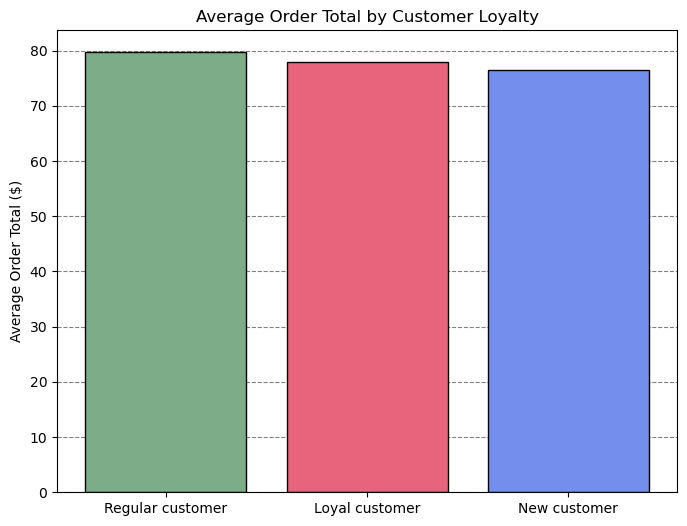 Average Order Total by Customer Loyalty
Average Order Total ($)
80
70
60
50
40
30
20
10
0
Regular customer
Loyal customer
New customer